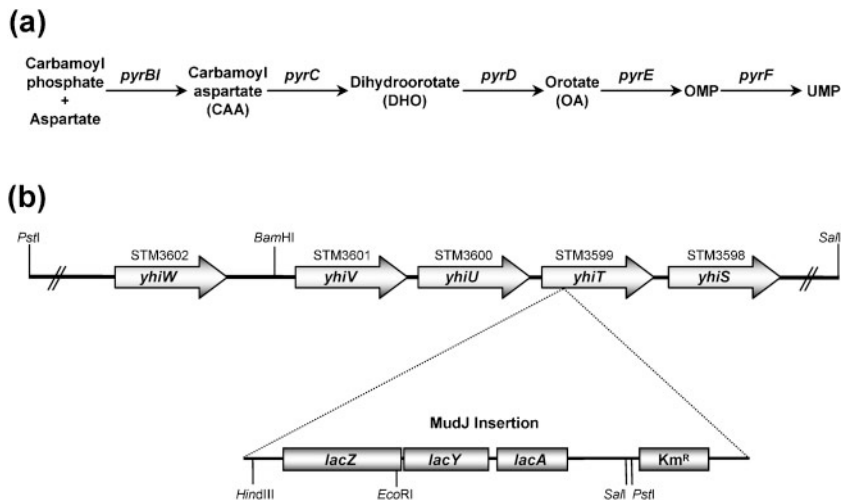 (a)
Carbamoyl phosphate + Aspartate
pyrBI
Carbamoyl aspartate (CAA)
pyrC
Dihydroorotate (DHO)
pyrD
Orotate (OA)
pyrE
OMP
pyrF
UMP
(b)
PstI
STM3602
BamHI
STM3601
STM3600
STM3599
STM3598
SalI
yhiW
yhiV
yhiU
yhiT
yhiS
MudJ Insertion
lacZ
lacY
lacA
KmR
HindIII
EcoRI
SalI
PstI